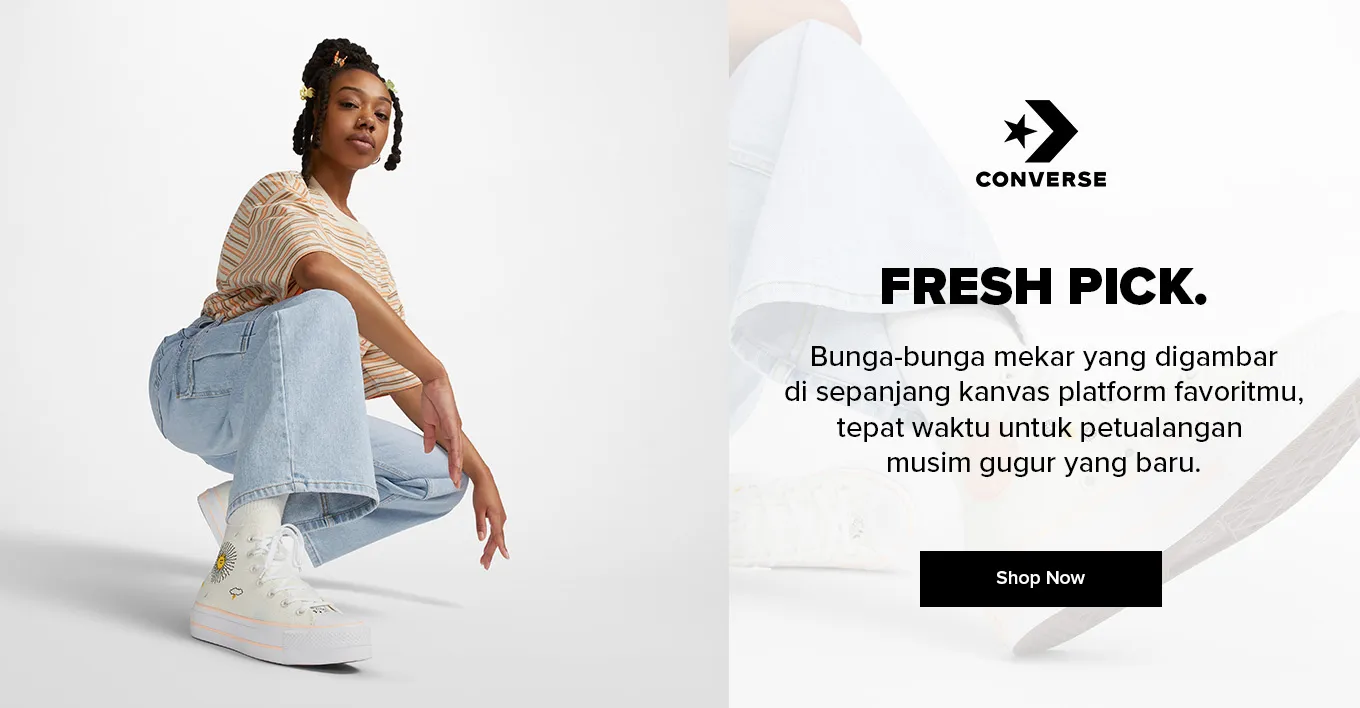 CONVERSE
FRESH PICK.
Bunga-bunga mekar yang digambar
di sepanjang kanvas platform favoritmu,
tepat waktu untuk petualangan
musim gugur yang baru.
Shop Now